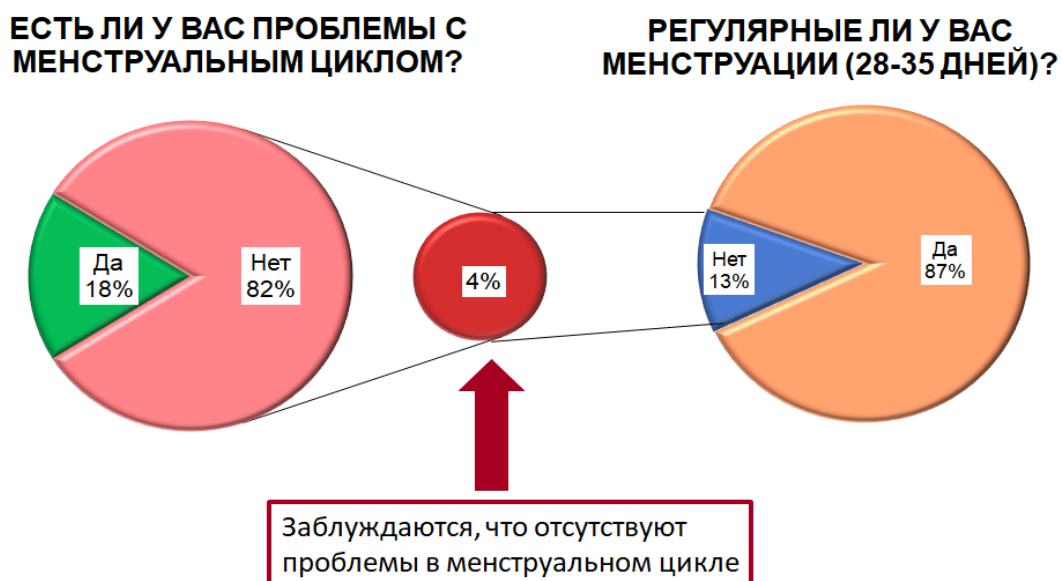 ЕСТЬ ЛИ У ВАС ПРОБЛЕМЫ С
МЕНСТРУАЛЬНЫМ ЦИКЛОМ?
РЕГУЛЯРНЫЕ ЛИ У ВАС
МЕНСТРУАЦИИ (28-35 ДНЕЙ)?
Да
18%
Нет
82%
4%
Нет
13%
Да
87%
Заблуждаются, что отсутствуют
проблемы в менструальном цикле